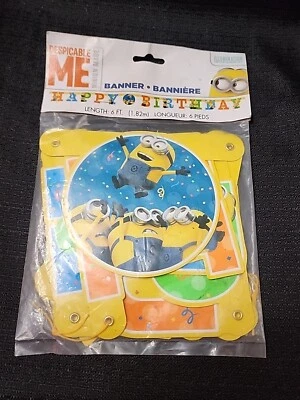 DESPICABLE
ME
BANNER • BANNIÈRE
HAPPY BIRTHDAY
LENGTH: 6 FT. (1.82m) LONGUEUR: 6 PIEDS